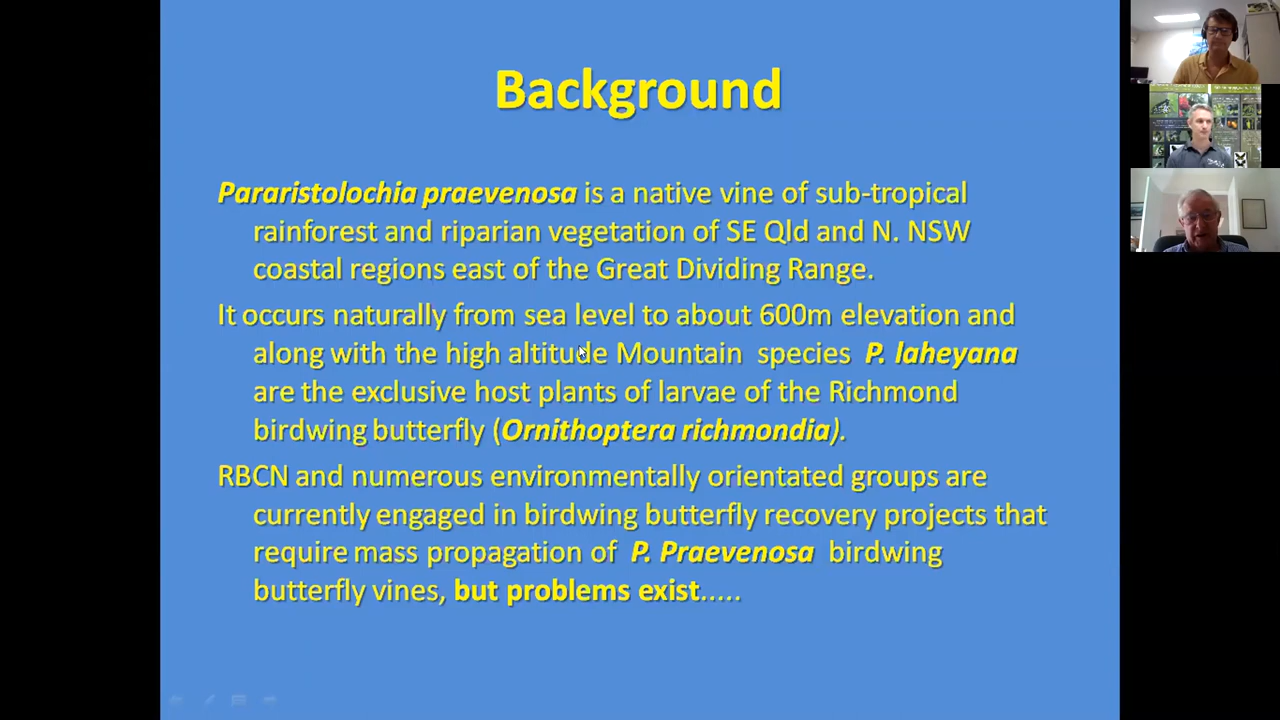 Background
Pararistolochia praevenosa is a native vine of sub-tropical
rainforest and riparian vegetation of SE Qld and N. NSW
coastal regions east of the Great Dividing Range.
It occurs naturally from sea level to about 600m elevation and
along with the high altitude Mountain species P. laheyana
are the exclusive host plants of larvae of the Richmond
birdwing butterfly (Ornithoptera richmondia).
RBCN and numerous environmentally orientated groups are
currently engaged in birdwing butterfly recovery projects that
require mass propagation of P. Praevenosa birdwing
butterfly vines, but problems exist.....